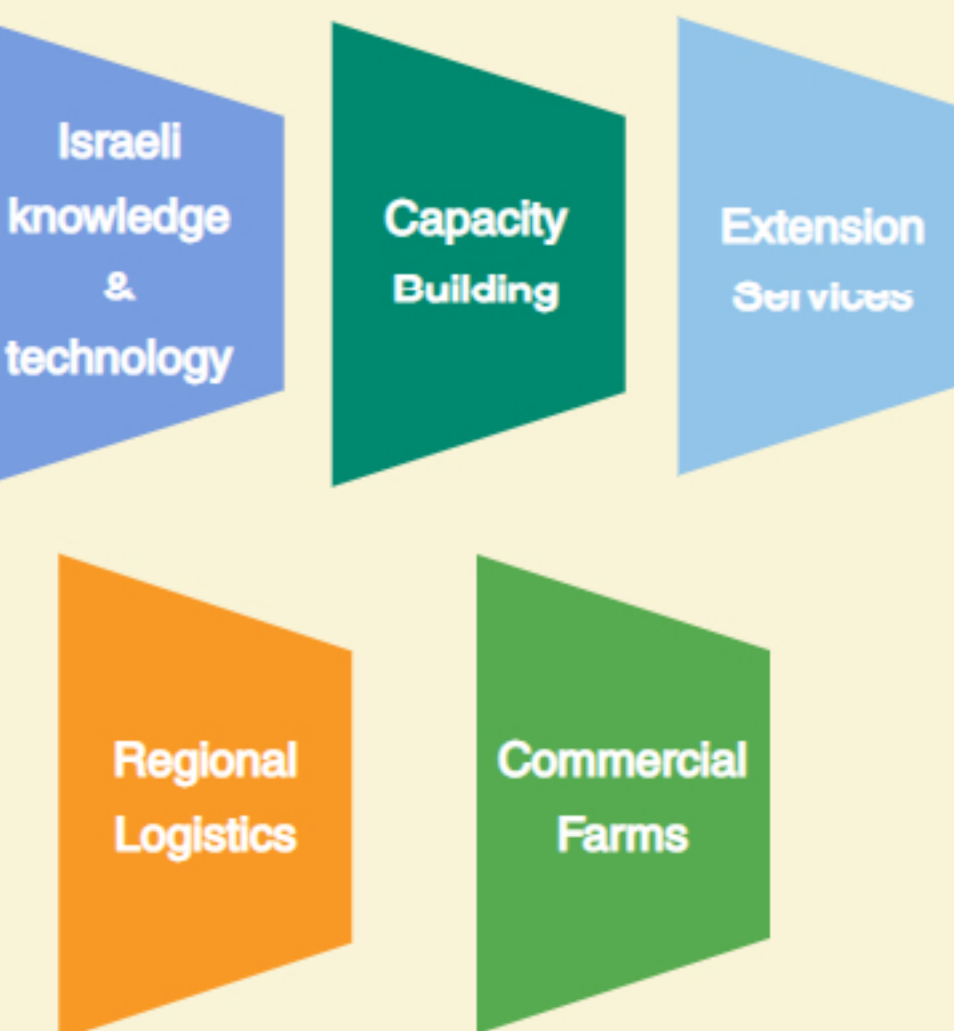 Israeli
knowledge
&
technology
Capacity
Building
Extension
Services
Regional
Logistics
Commercial
Farms